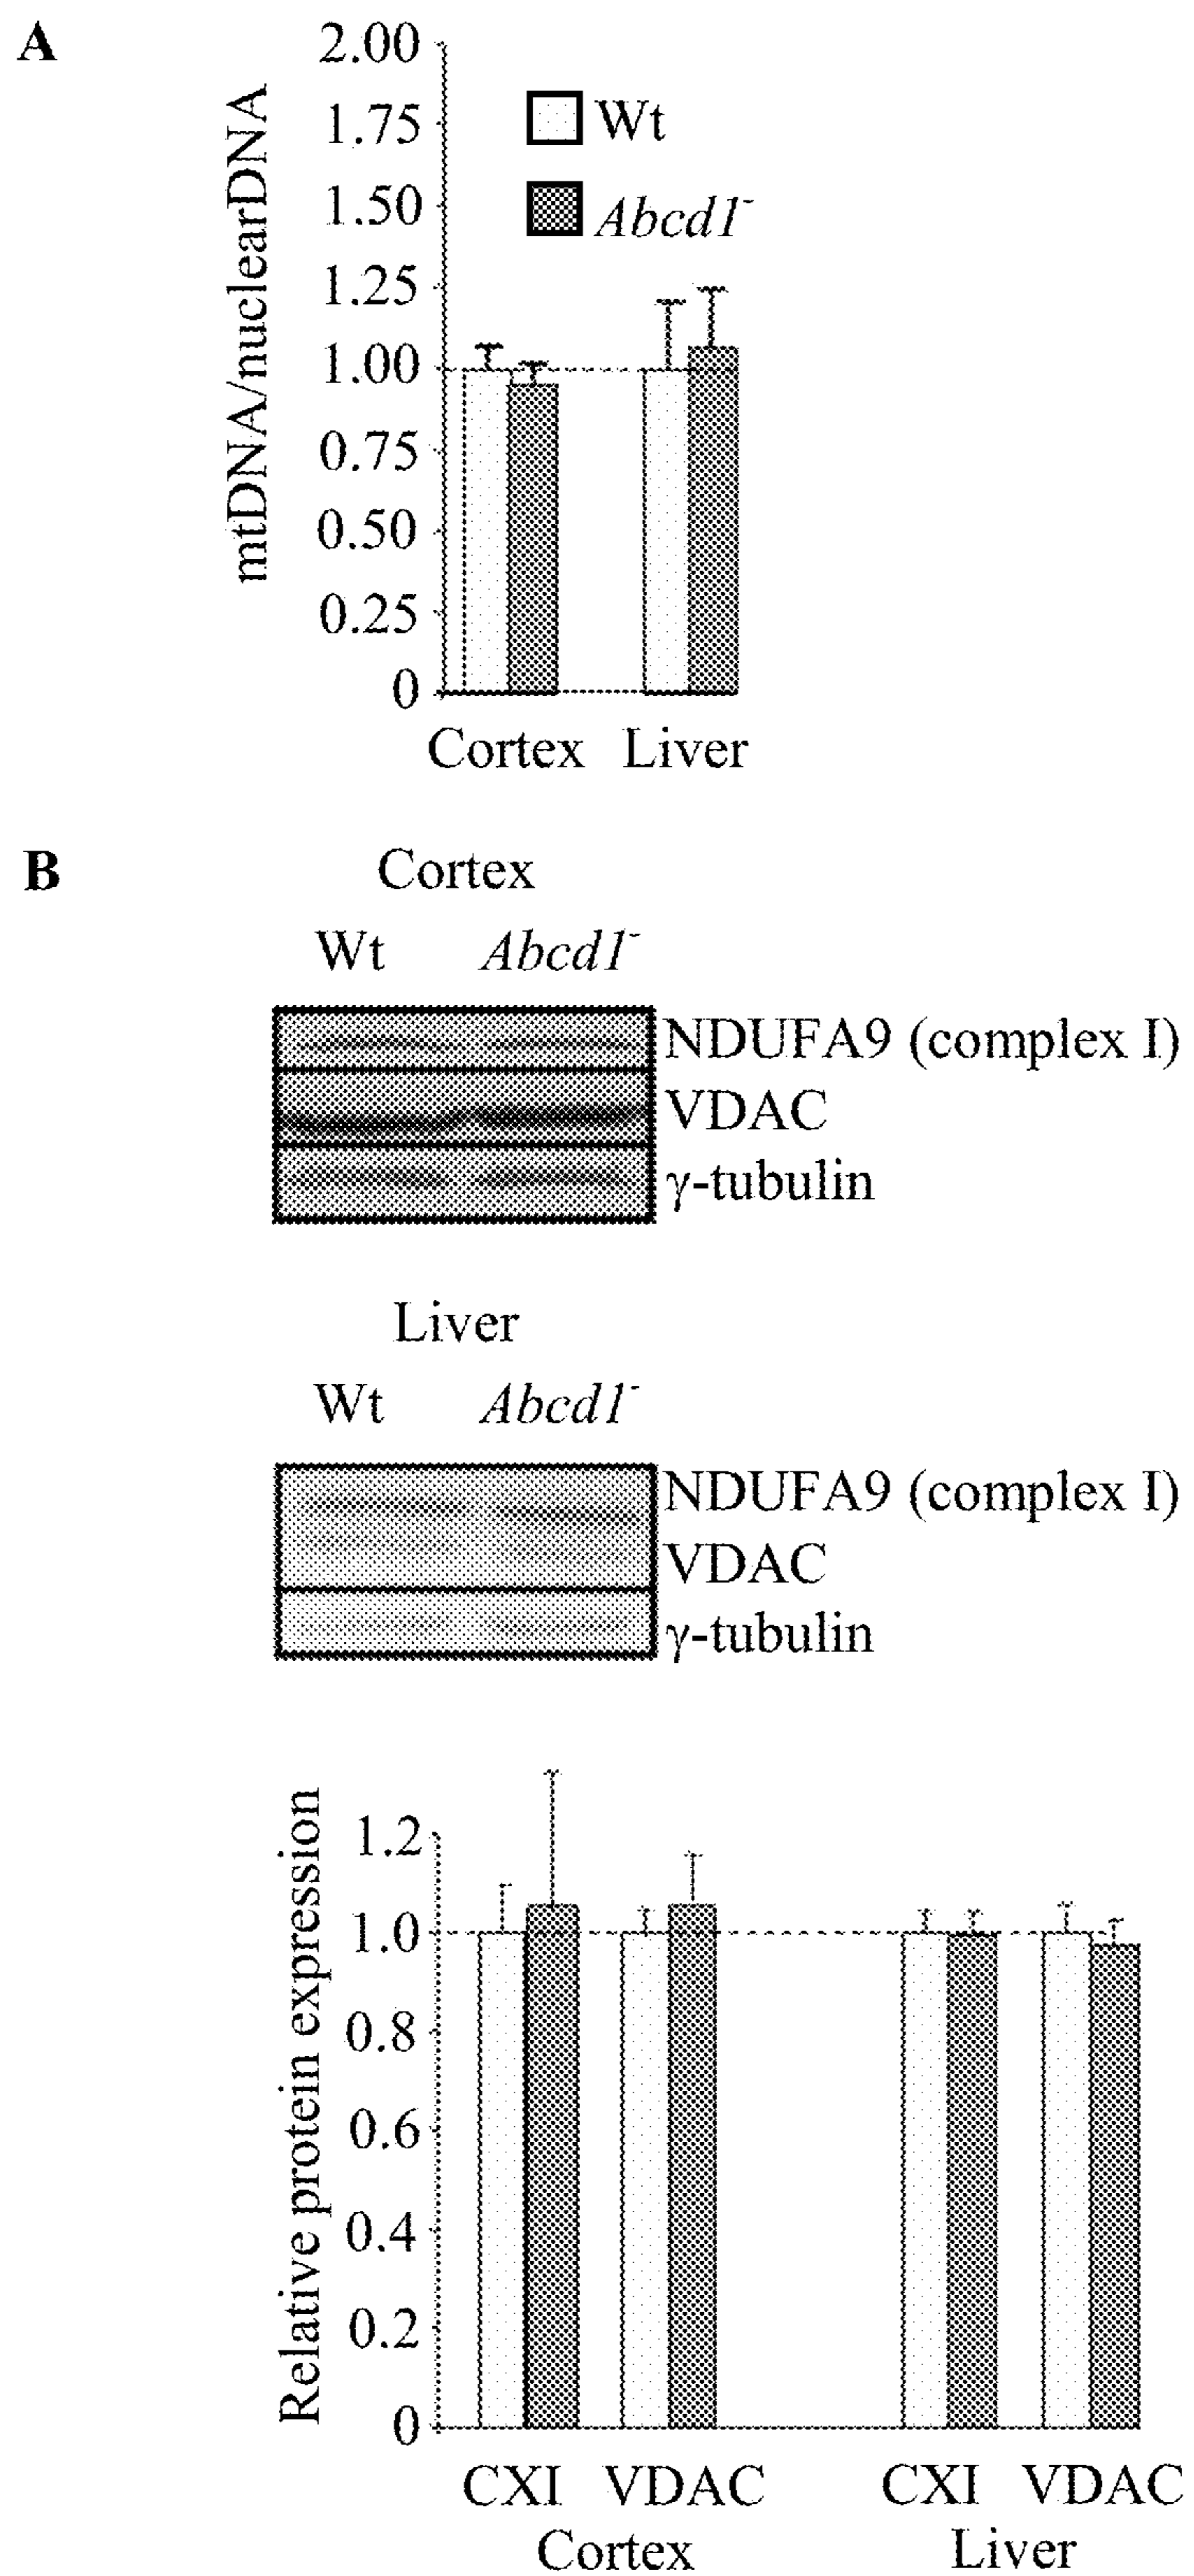 A
mtDNA/nuclearDNA
2.00
1.75
1.50
1.25
1.00
0.75
0.50
0.25
0
Wt
Abcd1-
Cortex Liver
B
Cortex
Wt Abcd1-
NDUFA9 (complex I)
VDAC
γ-tubulin
Liver
Wt Abcd1-
NDUFA9 (complex I)
VDAC
γ-tubulin
Relative protein expression
1.2
1.0
0.8
0.6
0.4
0.2
0
CXI VDAC CXI VDAC
Cortex Liver